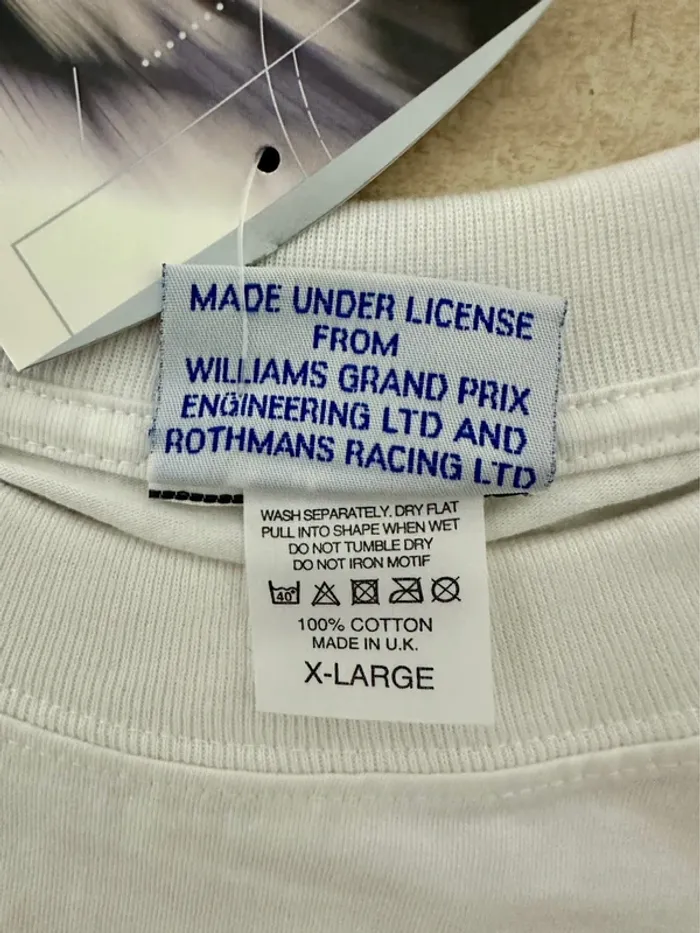 MADE UNDER LICENSE
FROM
WILLIAMS GRAND PRIX
ENGINEERING LTD AND
ROTHMANS RACING LTD
WASH SEPARATELY. DRY FLAT
PULL INTO SHAPE WHEN WET
DO NOT TUMBLE DRY
DO NOT IRON MOTIF
40°
100% COTTON
MADE IN U.K.
X-LARGE